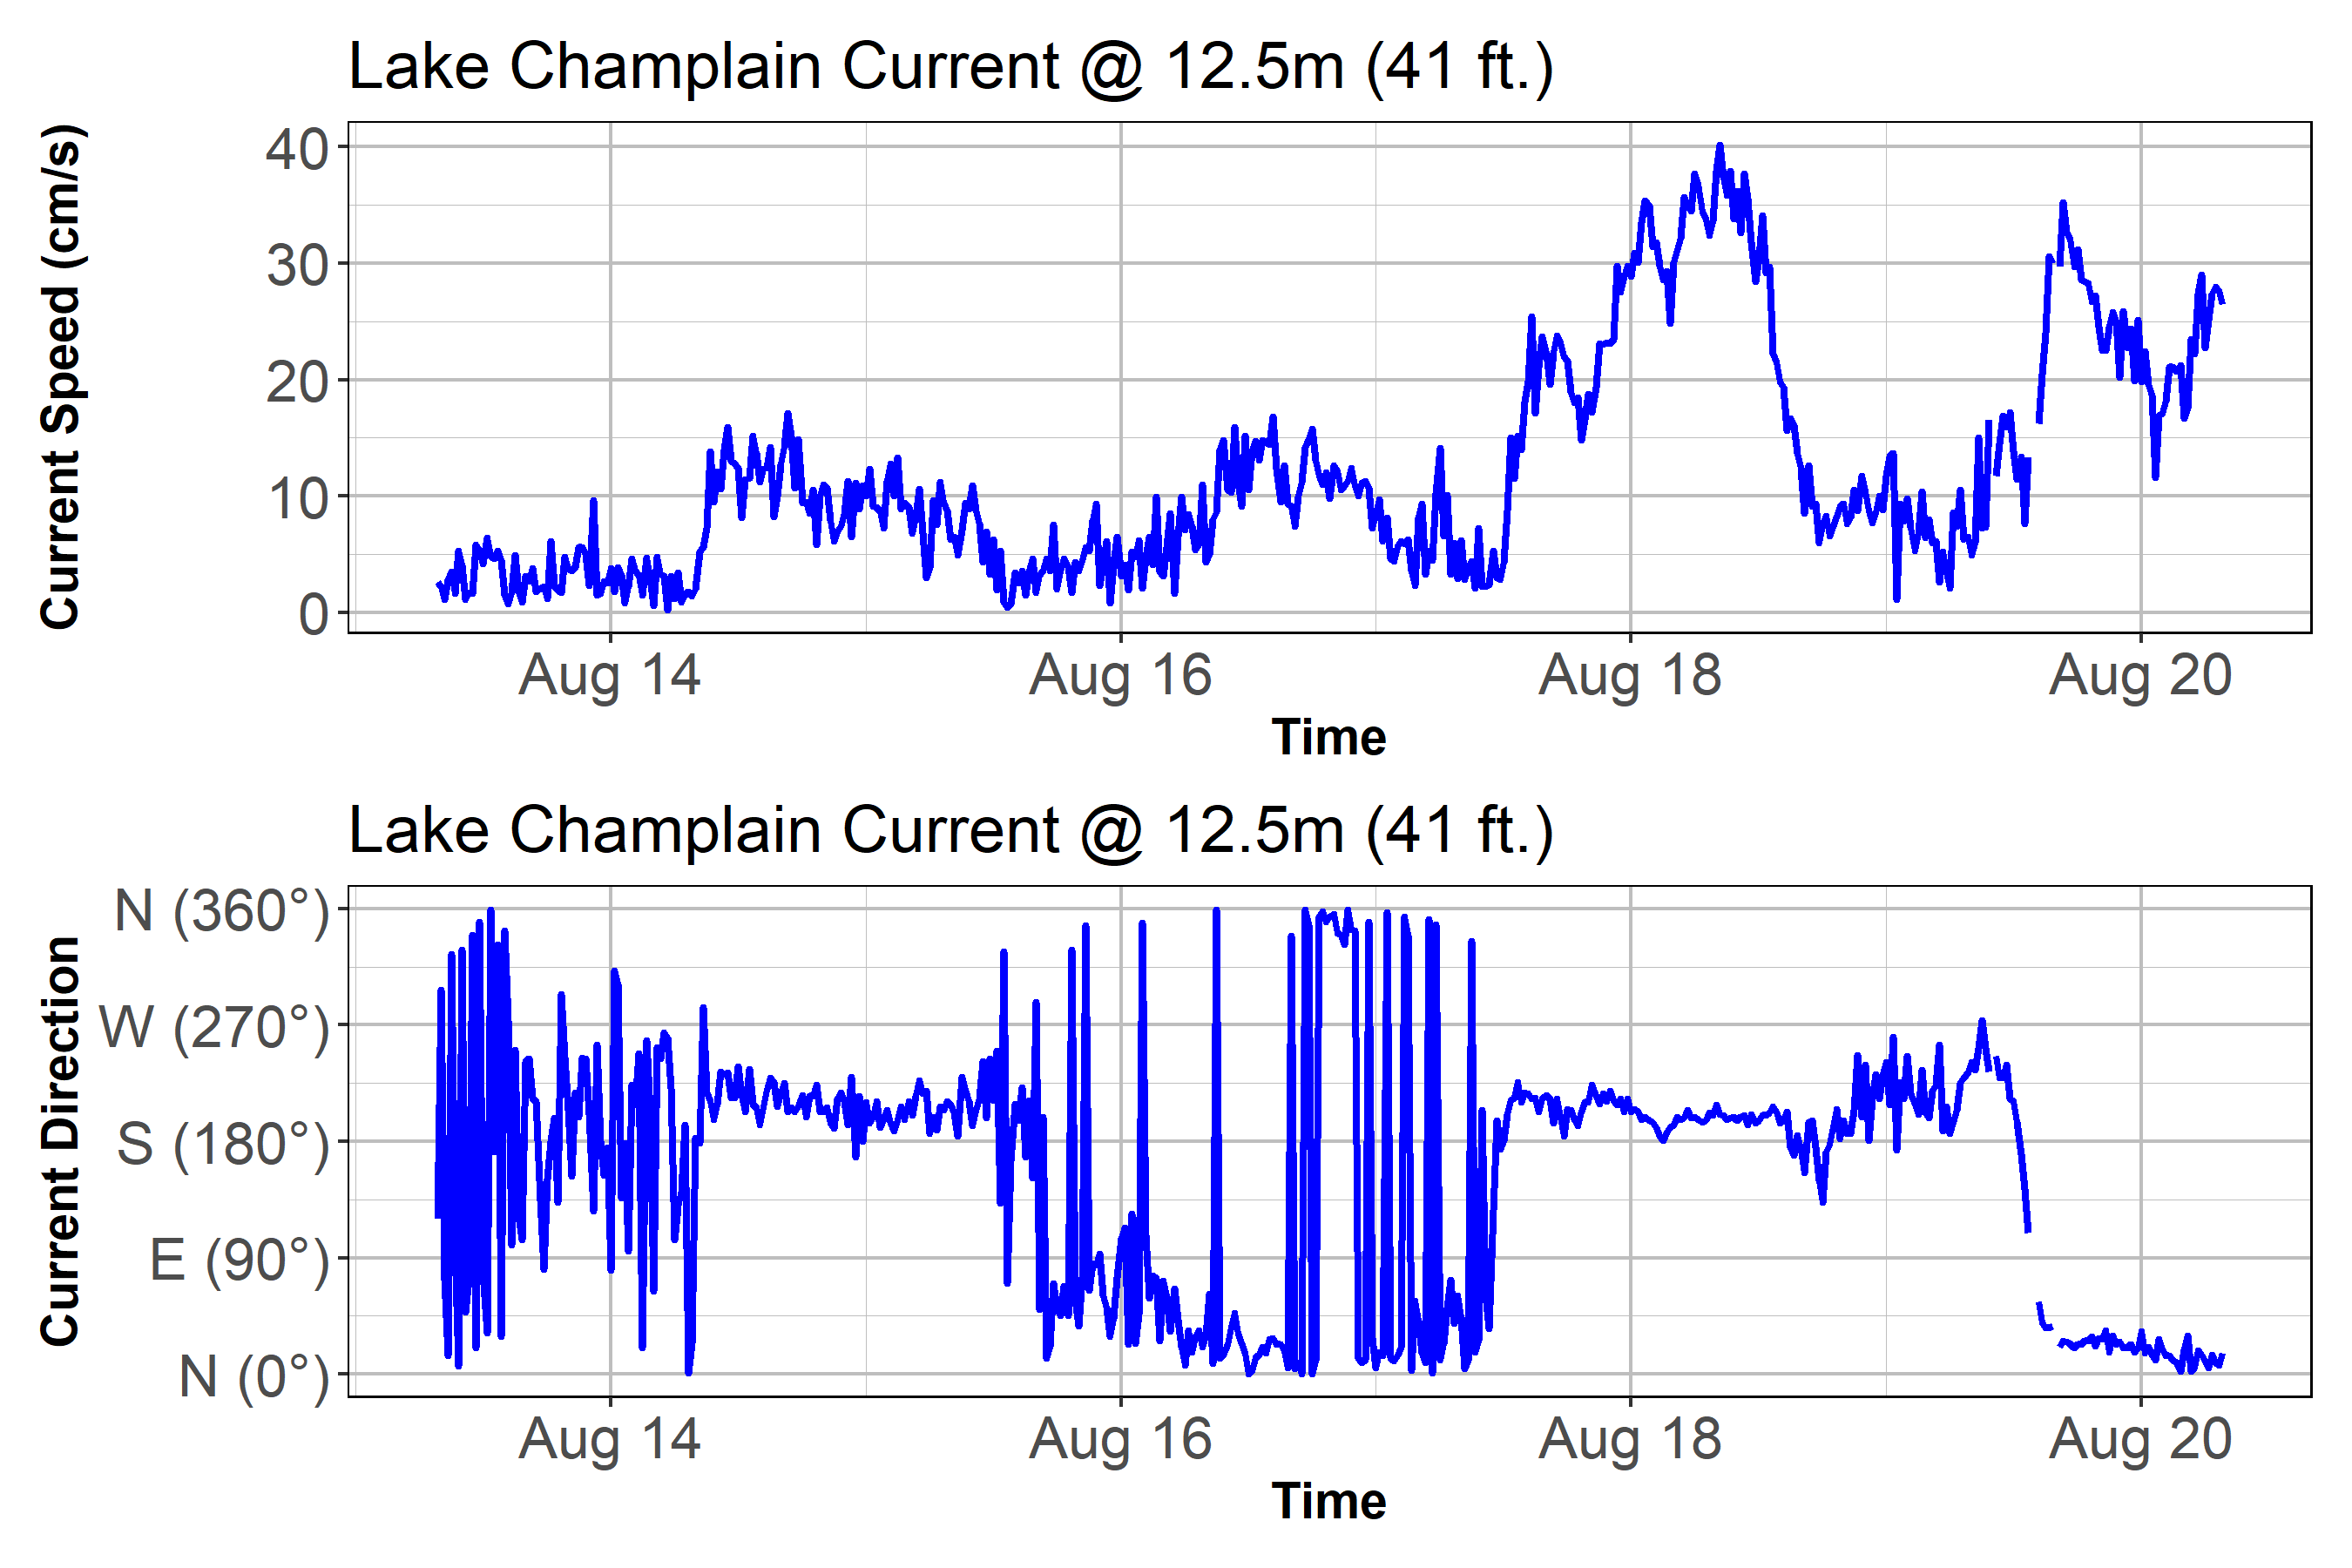 Lake Champlain Current @ 12.5m (41 ft.)
Current Speed (cm/s)
40
30
20
10
0
Aug 14 Aug 16 Aug 18 Aug 20
Time
Lake Champlain Current @ 12.5m (41 ft.)
Current Direction
N (360°)
W (270°)
S (180°)
E (90°)
N (0°)
Aug 14 Aug 16 Aug 18 Aug 20
Time